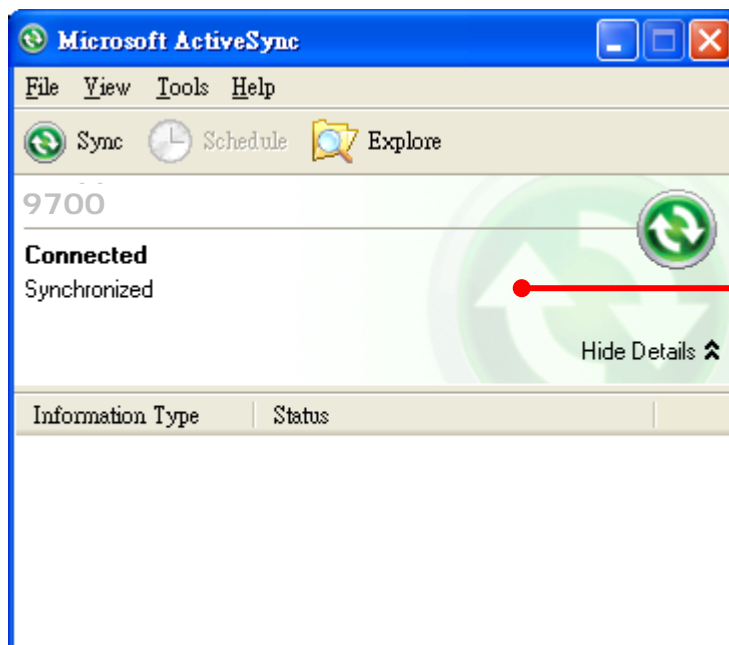 Microsoft ActiveSync
File View Tools Help
Sync Schedule Explore
9700
Connected
Synchronized
Hide Details
Information Type Status